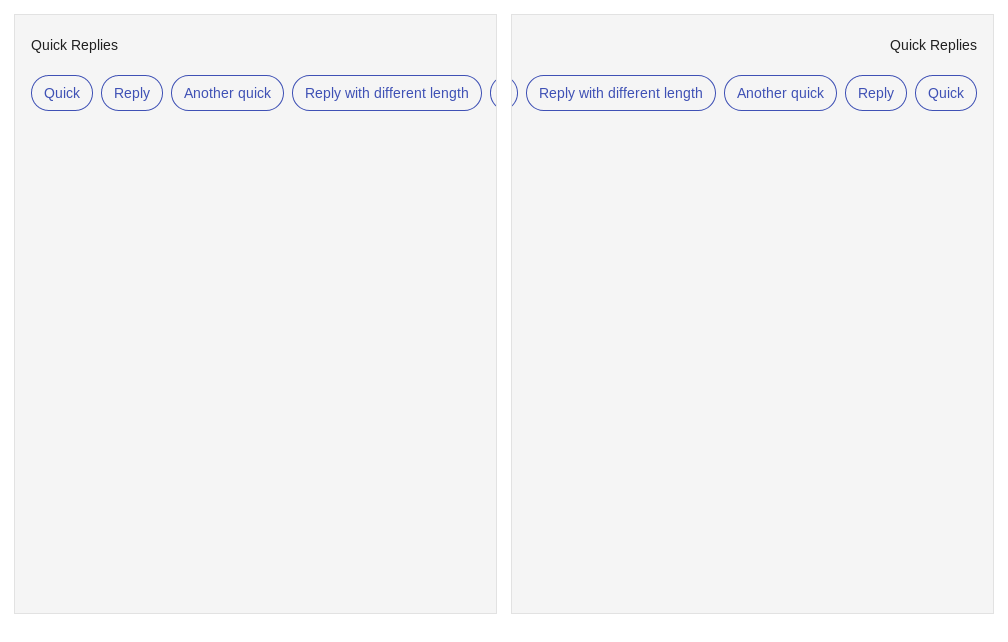 Quick Replies
Quick Reply Another quick Reply with different length
Quick Replies
Reply with different length Another quick Reply Quick